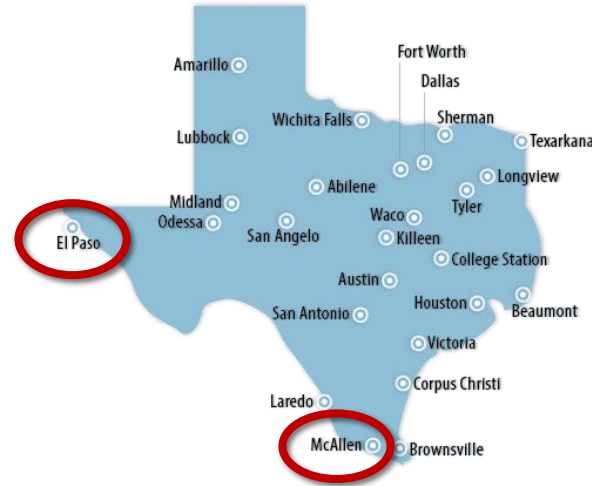 Fort Worth
Amarillo
Dallas
Wichita Falls
Sherman
Lubbock
Texarkana
Longview
Abilene
Tyler
Midland
Odessa
Waco
San Angelo
Killeen
El Paso
College Station
Austin
Houston
Beaumont
San Antonio
Victoria
Corpus Christi
Laredo
McAllen
Brownsville